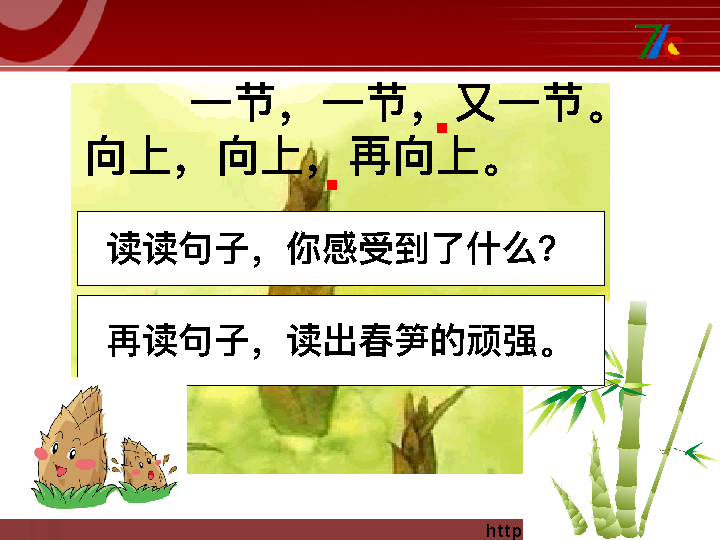 一节，一节，又一节。
向上，向上，再向上。
读读句子，你感受到了什么？
再读句子，读出春笋的顽强。
http